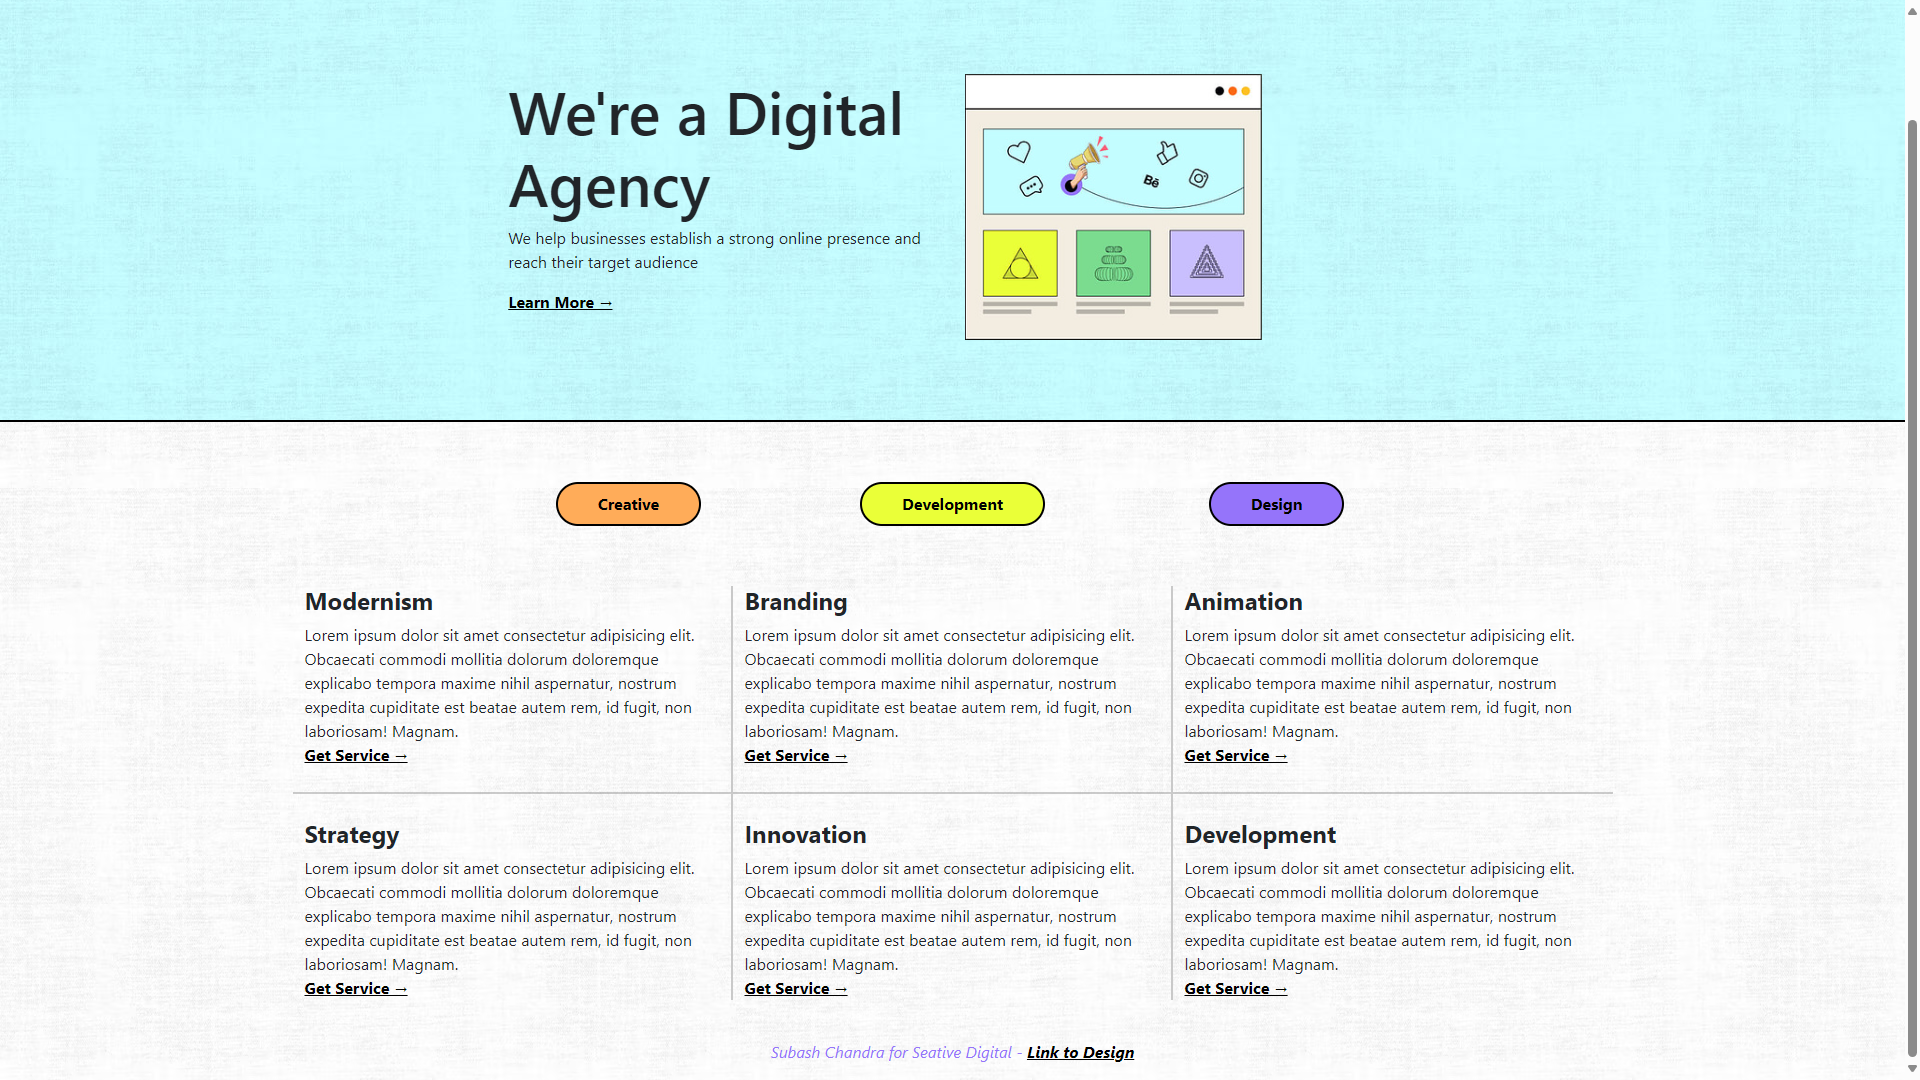 We're a Digital
Agency
We help businesses establish a strong online presence and
reach their target audience
Learn More →
Bē
Creative
Development
Design
Modernism
Lorem ipsum dolor sit amet consectetur adipisicing elit.
Obcaecati commodi mollitia dolorum doloremque
explicabo tempora maxime nihil aspernatur, nostrum
expedita cupiditate est beatae autem rem, id fugit, non
laboriosam! Magnam.
Get Service →
Branding
Lorem ipsum dolor sit amet consectetur adipisicing elit.
Obcaecati commodi mollitia dolorum doloremque
explicabo tempora maxime nihil aspernatur, nostrum
expedita cupiditate est beatae autem rem, id fugit, non
laboriosam! Magnam.
Get Service →
Animation
Lorem ipsum dolor sit amet consectetur adipisicing elit.
Obcaecati commodi mollitia dolorum doloremque
explicabo tempora maxime nihil aspernatur, nostrum
expedita cupiditate est beatae autem rem, id fugit, non
laboriosam! Magnam.
Get Service →
Strategy
Lorem ipsum dolor sit amet consectetur adipisicing elit.
Obcaecati commodi mollitia dolorum doloremque
explicabo tempora maxime nihil aspernatur, nostrum
expedita cupiditate est beatae autem rem, id fugit, non
laboriosam! Magnam.
Get Service →
Innovation
Lorem ipsum dolor sit amet consectetur adipisicing elit.
Obcaecati commodi mollitia dolorum doloremque
explicabo tempora maxime nihil aspernatur, nostrum
expedita cupiditate est beatae autem rem, id fugit, non
laboriosam! Magnam.
Get Service →
Development
Lorem ipsum dolor sit amet consectetur adipisicing elit.
Obcaecati commodi mollitia dolorum doloremque
explicabo tempora maxime nihil aspernatur, nostrum
expedita cupiditate est beatae autem rem, id fugit, non
laboriosam! Magnam.
Get Service →
Subash Chandra for Seative Digital - Link to Design